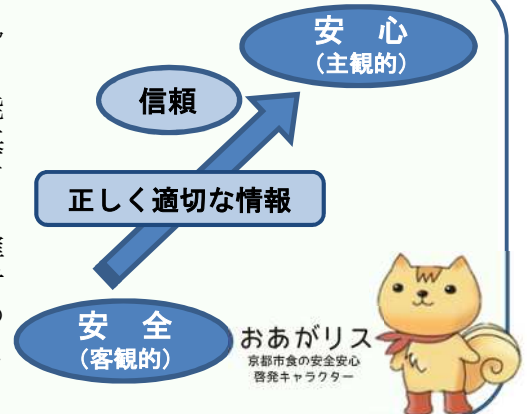 安 心
（主観的）
信頼
正しく適切な情報
安 全
（客観的）
おあがリス
京都市食の安全安心
啓発キャラクター